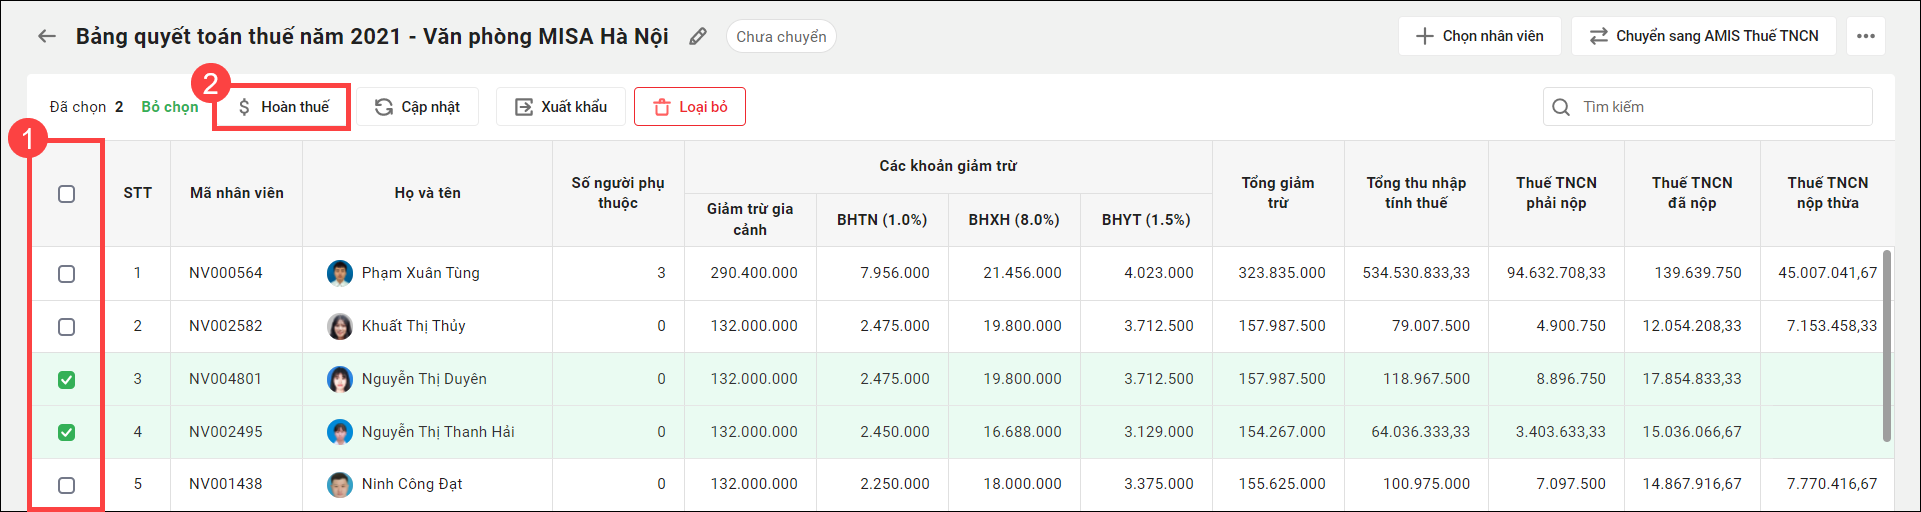 Bảng quyết toán thuế năm 2021 - Văn phòng MISA Hà Nội
Chưa chuyển
Chọn nhân viên
Chuyển sang AMIS Thuế TNCN
2
Đã chọn 2 Bỏ chọn
$ Hoàn thuế
Cập nhật
Xuất khẩu
Loại bỏ
Tìm kiếm
1
STT
Mã nhân viên
Họ và tên
Số người phụ
thuộc
Các khoản giảm trừ
Giảm trừ gia
cảnh
BHTN (1.0%)
BHXH (8.0%)
BHYT (1.5%)
Tổng giảm
trừ
Tổng thu nhập
tính thuế
Thuế TNCN
phải nộp
Thuế TNCN
đã nộp
Thuế TNCN
nộp thừa
1 NV000564 Phạm Xuân Tùng 3 290.400.000 7.956.000 21.456.000 4.023.000 323.835.000 534.530.833,33 94.632.708,33 139.639.750 45.007.041,67
2 NV002582 Khuất Thị Thủy 0 132.000.000 2.475.000 19.800.000 3.712.500 157.987.500 79.007.500 4.900.750 12.054.208,33 7.153.458,33
3 NV004801 Nguyễn Thị Duyên 0 132.000.000 2.475.000 19.800.000 3.712.500 157.987.500 118.967.500 8.896.750 17.854.833,33
4 NV002495 Nguyễn Thị Thanh Hải 0 132.000.000 2.450.000 16.688.000 3.129.000 154.267.000 64.036.333,33 3.403.633,33 15.036.066,67
5 NV001438 Ninh Công Đạt 0 132.000.000 2.250.000 18.000.000 3.375.000 155.625.000 100.975.000 7.097.500 14.867.916,67 7.770.416,67